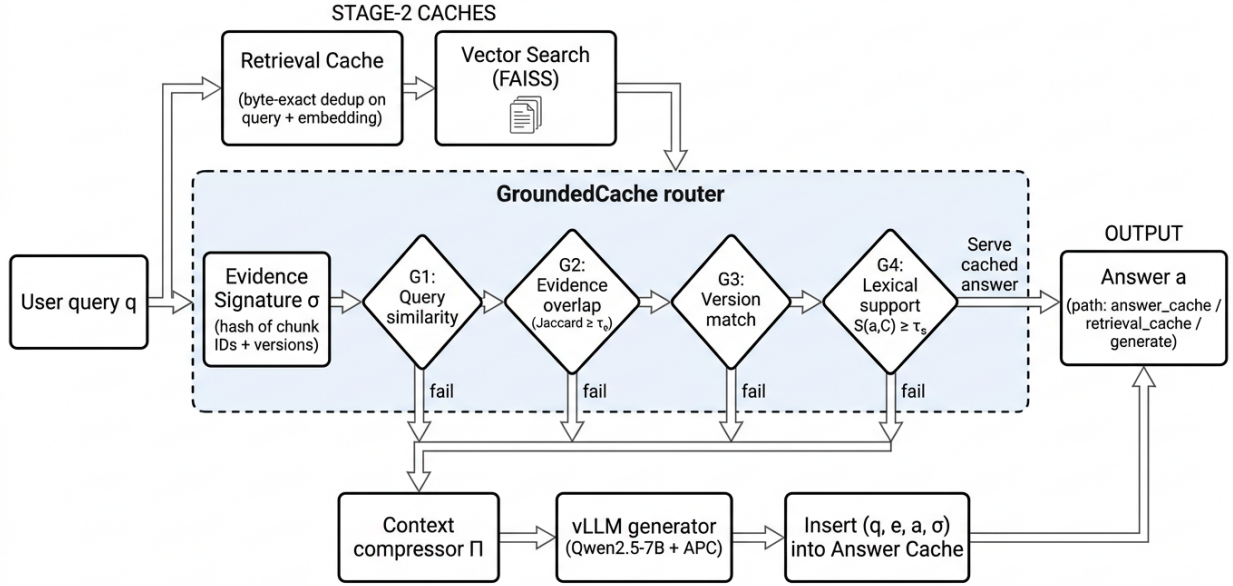 STAGE-2 CACHES
Retrieval Cache
(byte-exact dedup on
query + embedding)
Vector Search
(FAISS)
GroundedCache router
User query q
Evidence
Signature σ
(hash of chunk
IDs + versions)
G1:
Query
similarity
G2:
Evidence
overlap
(Jaccard ≥ τₑ)
G3:
Version
match
G4:
Lexical
support
S(a,C) ≥ τₛ
Serve
cached
answer
OUTPUT
Answer a
(path: answer_cache /
retrieval_cache /
generate)
fail
fail
fail
fail
Context
compressor Π
vLLM generator
(Qwen2.5-7B + APC)
Insert (q, e, a, σ)
into Answer Cache